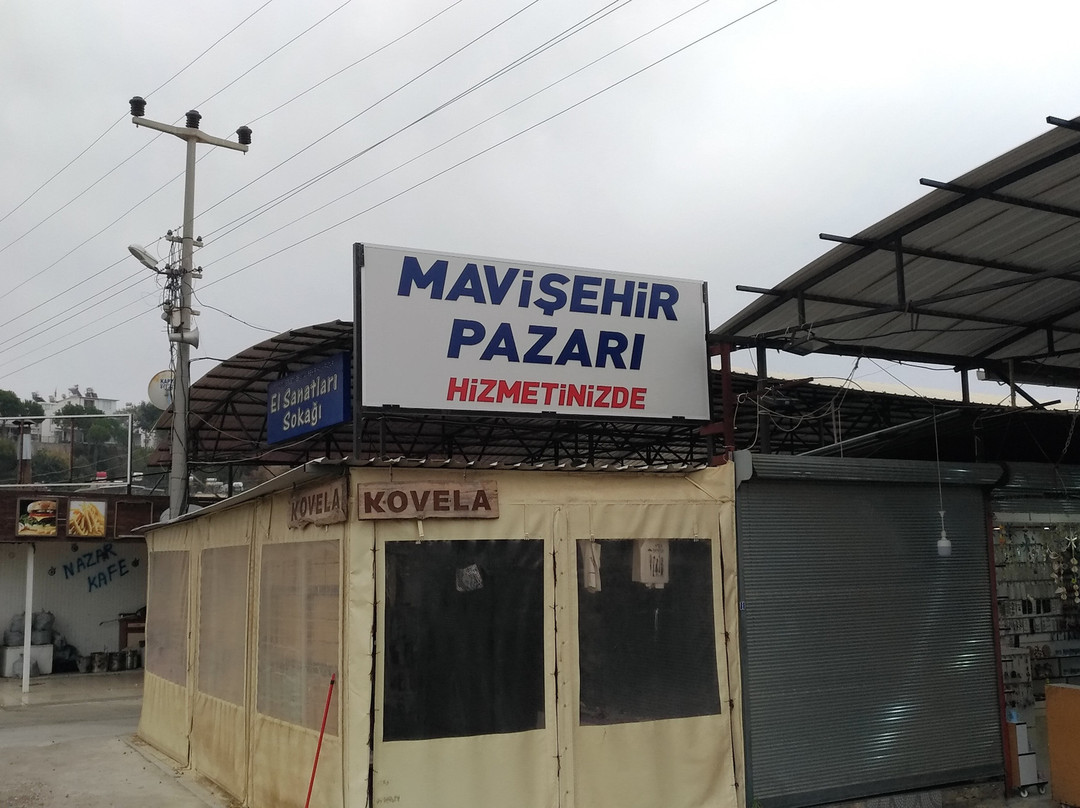 MAVİŞEHİR
PAZARI
HİZMETİNİZDE
El Sanatları
Sokağı
KOVELA
KOVELA
NAZAR
KAFE